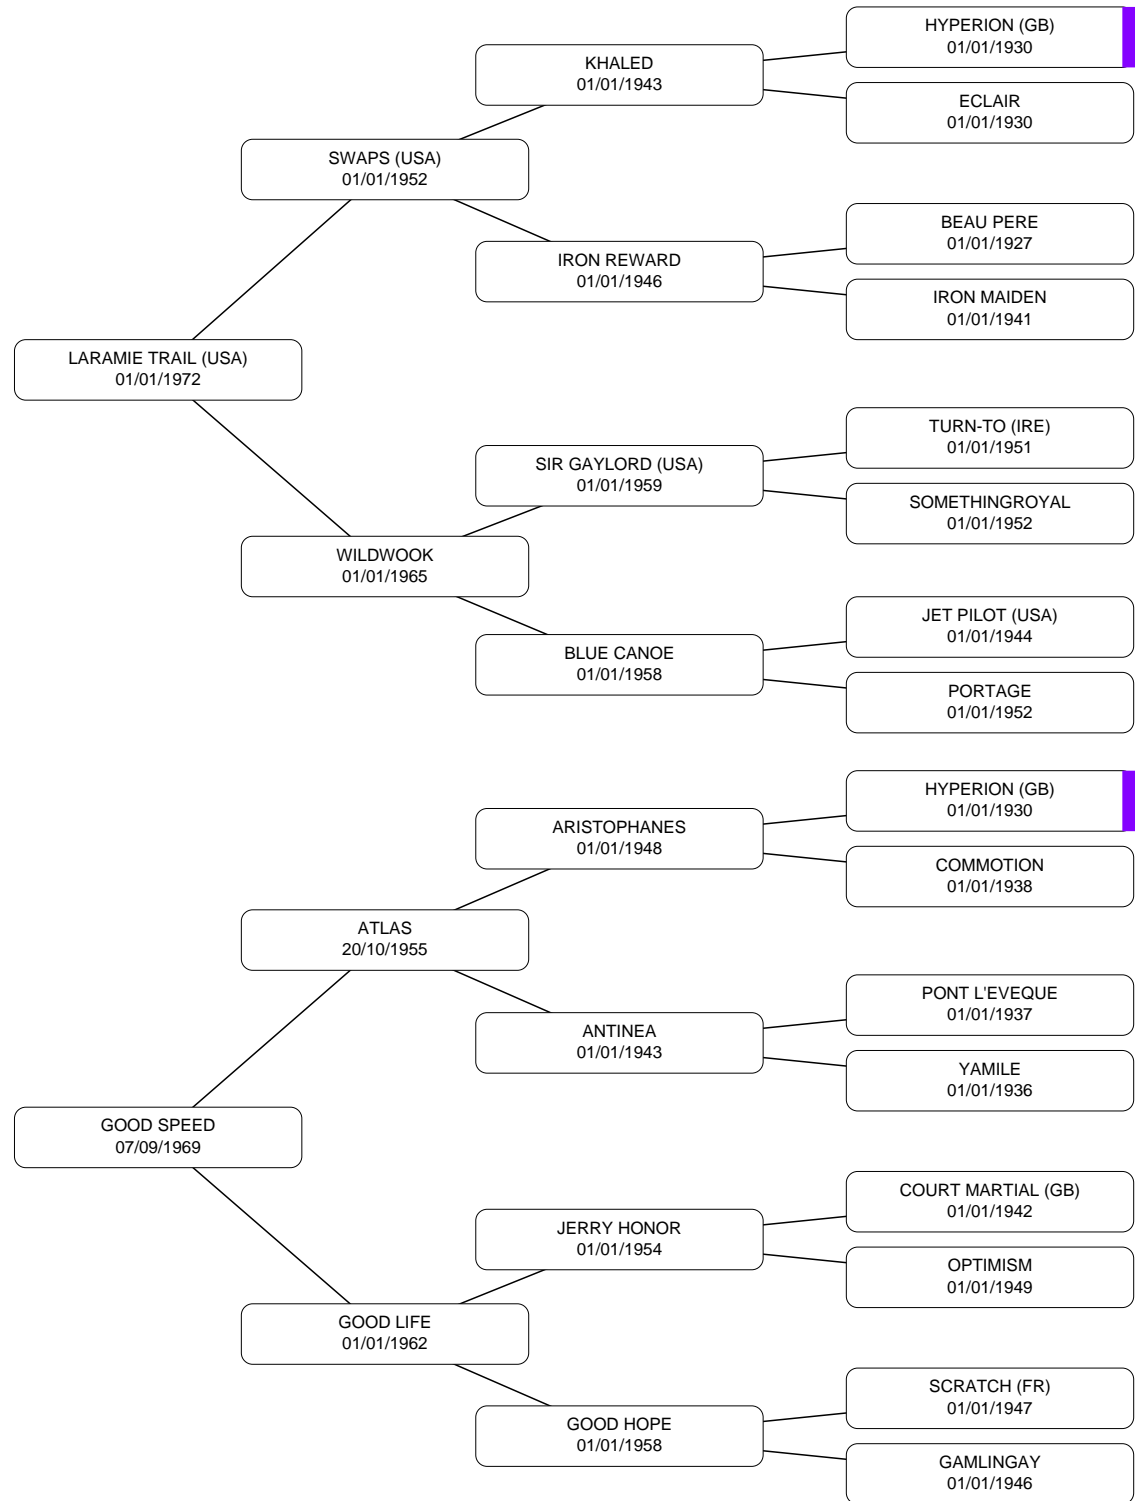 HYPERION (GB)
01/01/1930
KHALED
01/01/1943
ECLAIR
01/01/1930
SWAPS (USA)
01/01/1952
BEAU PERE
01/01/1927
IRON REWARD
01/01/1946
IRON MAIDEN
01/01/1941
LARAMIE TRAIL (USA)
01/01/1972
TURN-TO (IRE)
01/01/1951
SIR GAYLORD (USA)
01/01/1959
SOMETHINGROYAL
01/01/1952
WILDWOOK
01/01/1965
JET PILOT (USA)
01/01/1944
BLUE CANOE
01/01/1958
PORTAGE
01/01/1952
HYPERION (GB)
01/01/1930
ARISTOPHANES
01/01/1948
COMMOTION
01/01/1938
ATLAS
20/10/1955
PONT L'EVEQUE
01/01/1937
ANTINEA
01/01/1943
YAMILE
01/01/1936
GOOD SPEED
07/09/1969
COURT MARTIAL (GB)
01/01/1942
JERRY HONOR
01/01/1954
OPTIMISM
01/01/1949
GOOD LIFE
01/01/1962
SCRATCH (FR)
01/01/1947
GOOD HOPE
01/01/1958
GAMLINGAY
01/01/1946